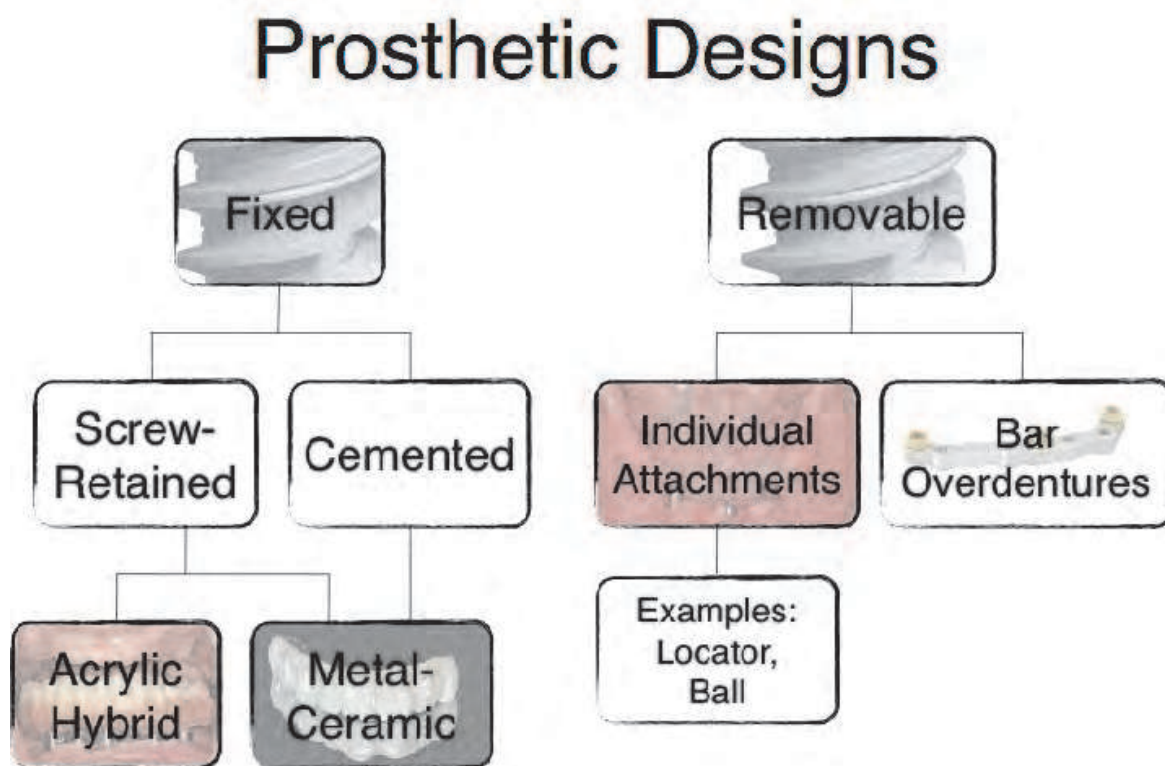 Prosthetic Designs
Fixed
Removable
Screw-
Retained
Cemented
Individual
Attachments
Bar
Overdentures
Acrylic
Hybrid
Metal-
Ceramic
Examples:
Locator,
Ball